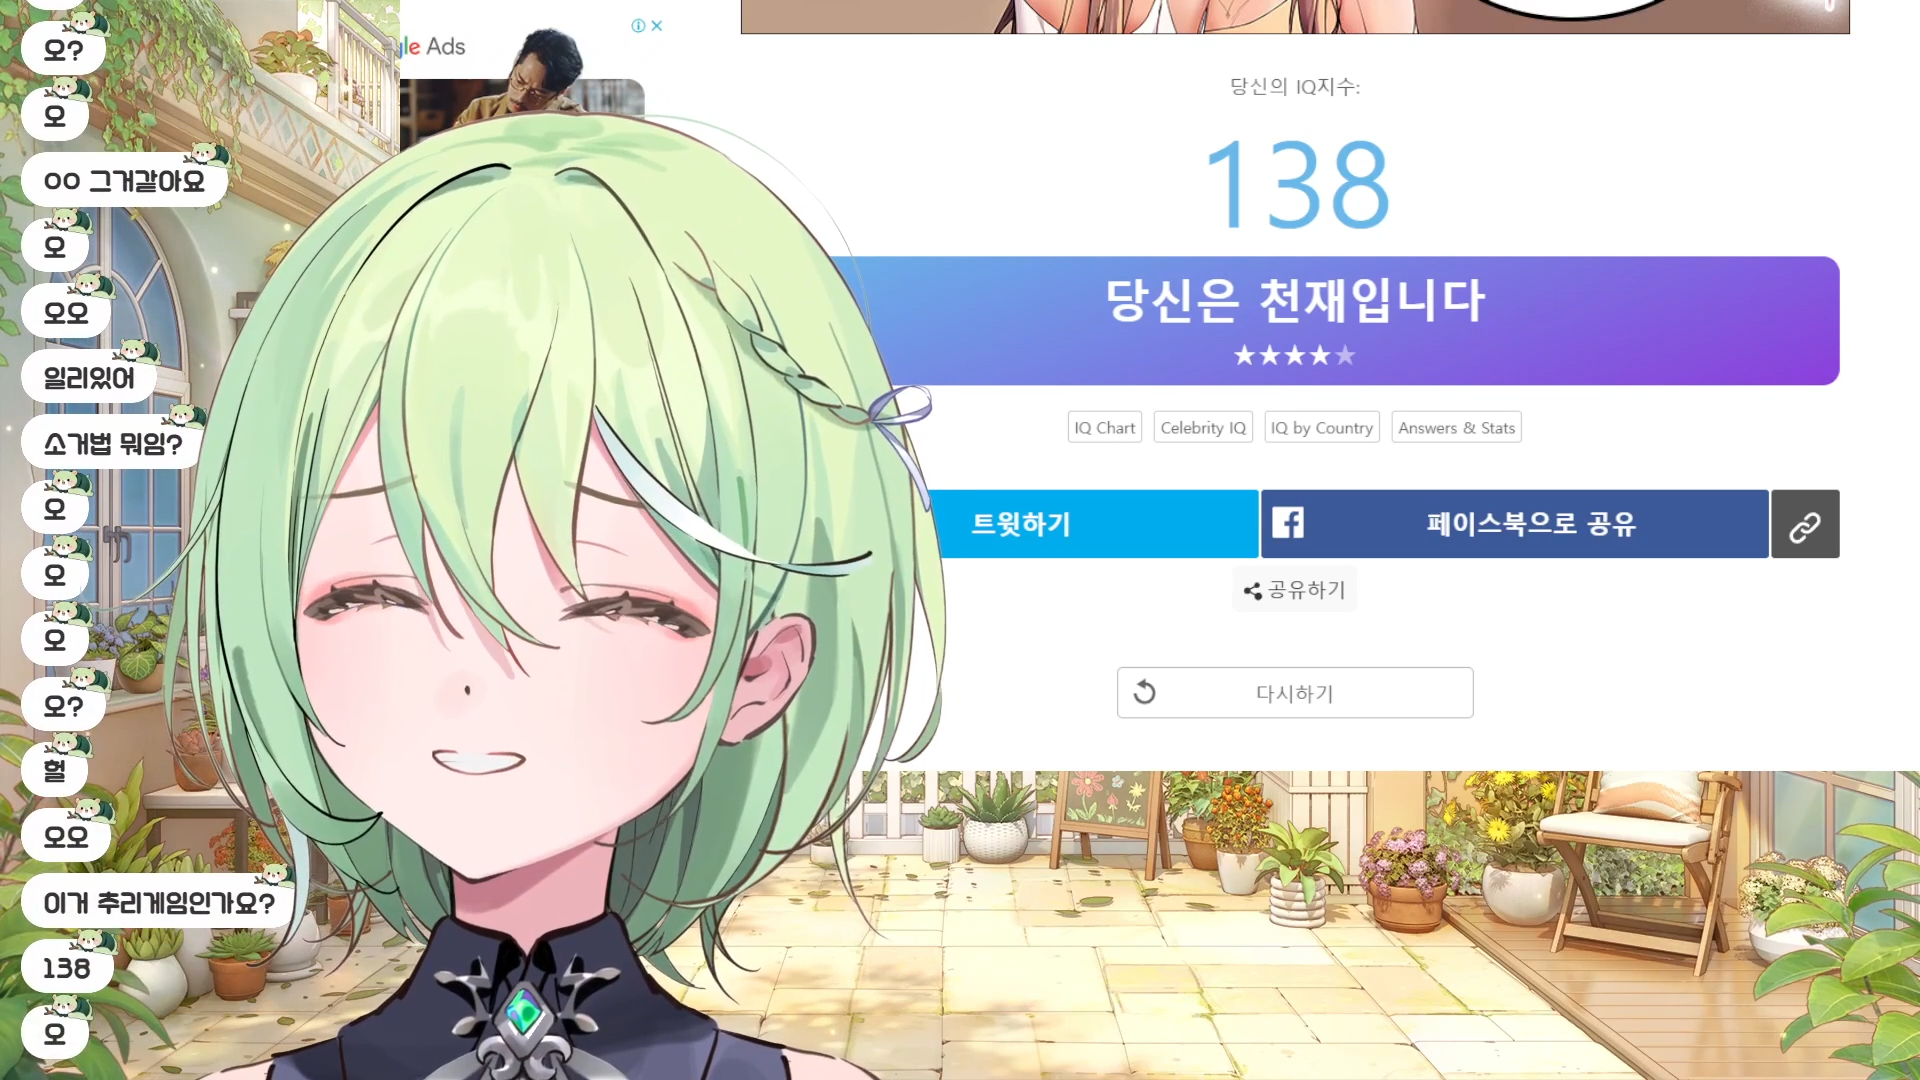 오?
오
ㅇㅇ 그거같아요
오
오오
일리있어
소거법 뭐임?
오
오
오
오?
헐
오오
이거 추리게임인가요?
138
오
le Ads
당신의 IQ지수:
138
당신은 천재입니다
★★★★★
IQ Chart
Celebrity IQ
IQ by Country
Answers & Stats
트윗하기
페이스북으로 공유
공유하기
다시하기